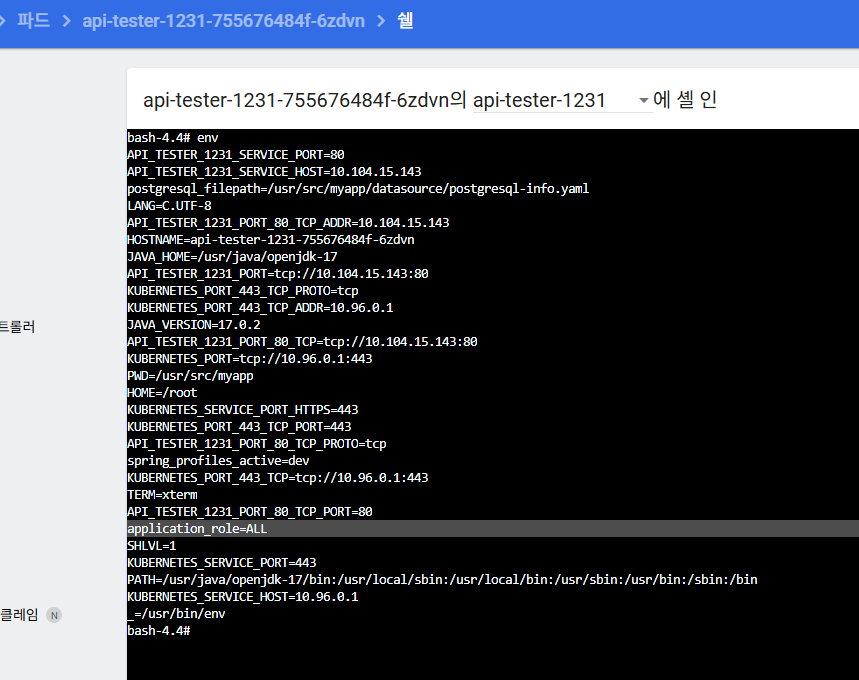 파드 > api-tester-1231-755676484f-6zdvn > 쉘
api-tester-1231-755676484f-6zdvn의 api-tester-1231 에 셸 인
bash-4.4# env
API_TESTER_1231_SERVICE_PORT=80
API_TESTER_1231_SERVICE_HOST=10.104.15.143
postgresql_filepath=/usr/src/myapp/datasource/postgresql-info.yaml
LANG=C.UTF-8
API_TESTER_1231_PORT_80_TCP_ADDR=10.104.15.143
HOSTNAME=api-tester-1231-755676484f-6zdvn
JAVA_HOME=/usr/java/openjdk-17
API_TESTER_1231_PORT=tcp://10.104.15.143:80
KUBERNETES_PORT_443_TCP_PROTO=tcp
KUBERNETES_PORT_443_TCP_ADDR=10.96.0.1
트롤러
JAVA_VERSION=17.0.2
API_TESTER_1231_PORT_80_TCP=tcp://10.104.15.143:80
KUBERNETES_PORT=tcp://10.96.0.1:443
PWD=/usr/src/myapp
HOME=/root
KUBERNETES_SERVICE_PORT_HTTPS=443
KUBERNETES_PORT_443_TCP_PORT=443
API_TESTER_1231_PORT_80_TCP_PROTO=tcp
spring_profiles_active=dev
KUBERNETES_PORT_443_TCP=tcp://10.96.0.1:443
TERM=xterm
API_TESTER_1231_PORT_80_TCP_PORT=80
application_role=ALL
SHLVL=1
KUBERNETES_SERVICE_PORT=443
PATH=/usr/java/openjdk-17/bin:/usr/local/sbin:/usr/local/bin:/usr/sbin:/usr/bin:/sbin:/bin
KUBERNETES_SERVICE_HOST=10.96.0.1
클레임 N
_=/usr/bin/env
bash-4.4#